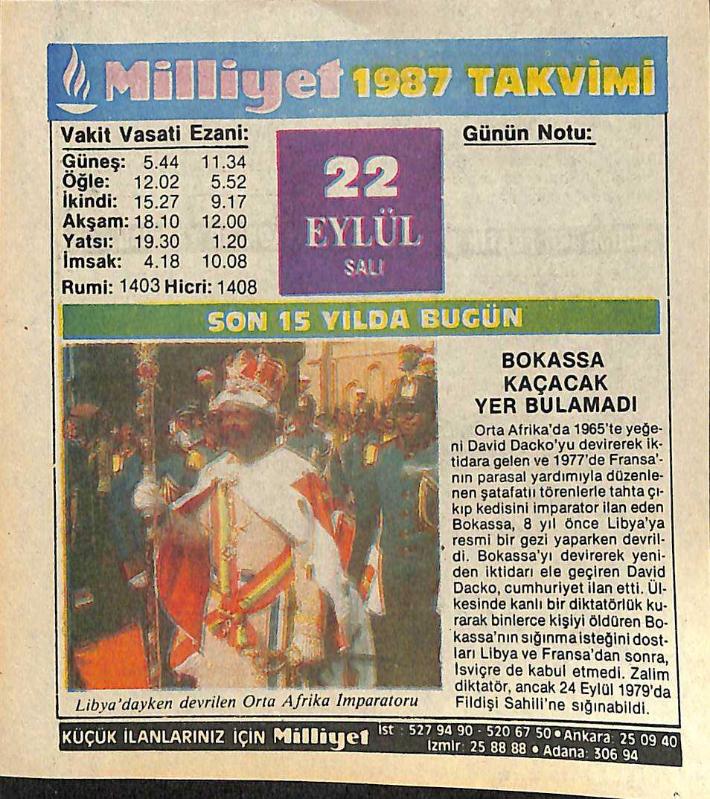 Milliyet 1987 TAKVİMİ
Vakit Vasati Ezani:
Güneş: 5.44 11.34
Öğle: 12.02 5.52
İkindi: 15.27 9.17
Akşam: 18.10 12.00
Yatsı: 19.30 1.20
İmsak: 4.18 10.08
Rumi: 1403 Hicri: 1408
22
EYLÜL
SALI
Günün Notu:
SON 15 YILDA BUGÜN
BOKASSA
KAÇACAK
YER BULAMADI
Orta Afrika'da 1965'te yeğe-
ni David Dacko'yu devirerek ik-
tidara gelen ve 1977'de Fransa'-
nın parasal yardımıyla düzenle-
nen şatafatlı törenlerle tahta çı-
kıp kedisini imparator ilan eden
Bokassa, 8 yıl önce Libya'ya
resmi bir gezi yaparken devril-
di. Bokassa'yı devirerek yeni-
den iktidarı ele geçiren David
Dacko, cumhuriyet ilan etti. Ül-
kesinde kanlı bir diktatörlük ku-
rarak binlerce kişiyi öldüren Bo-
kassa'nın sığınma isteğini dost-
ları Libya ve Fransa'dan sonra,
Isviçre de kabul etmedi. Zalim
diktatör, ancak 24 Eylül 1979'da
Fildişi Sahili'ne sığınabildi.
Libya'dayken devrilen Orta Afrika Imparatoru
KÜÇÜK İLANLARINIZ İÇİN Milliyet
ist : 527 94 90 - 520 67 50 • Ankara: 25 09 40
Izmir: 25 88 88 • Adana: 306 94